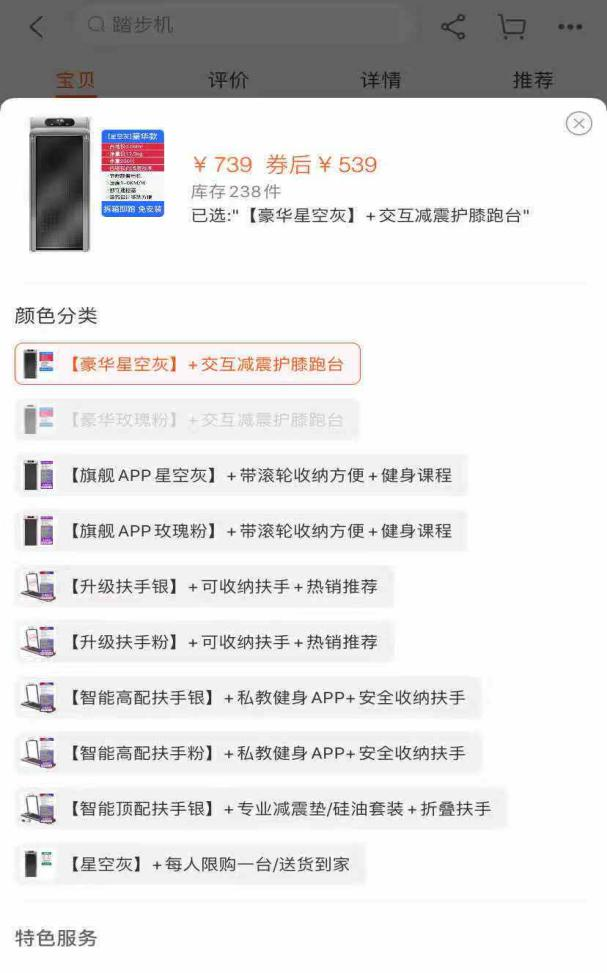 踏步机
宝贝 评价 详情 推荐
【星空灰】豪华款
拆箱即跑 免安装
￥739 券后￥539
库存238件
已选:"【豪华星空灰】+交互减震护膝跑台"
颜色分类
【豪华星空灰】+交互减震护膝跑台
【豪华玫瑰粉】+交互减震护膝跑台
【旗舰APP星空灰】+带滚轮收纳方便+健身课程
【旗舰APP玫瑰粉】+带滚轮收纳方便+健身课程
【升级扶手银】+可收纳扶手+热销推荐
【升级扶手粉】+可收纳扶手+热销推荐
【智能高配扶手银】+私教健身APP+安全收纳扶手
【智能高配扶手粉】+私教健身APP+安全收纳扶手
【智能顶配扶手银】+专业减震垫/硅油套装+折叠扶手
【星空灰】+每人限购一台/送货到家
特色服务